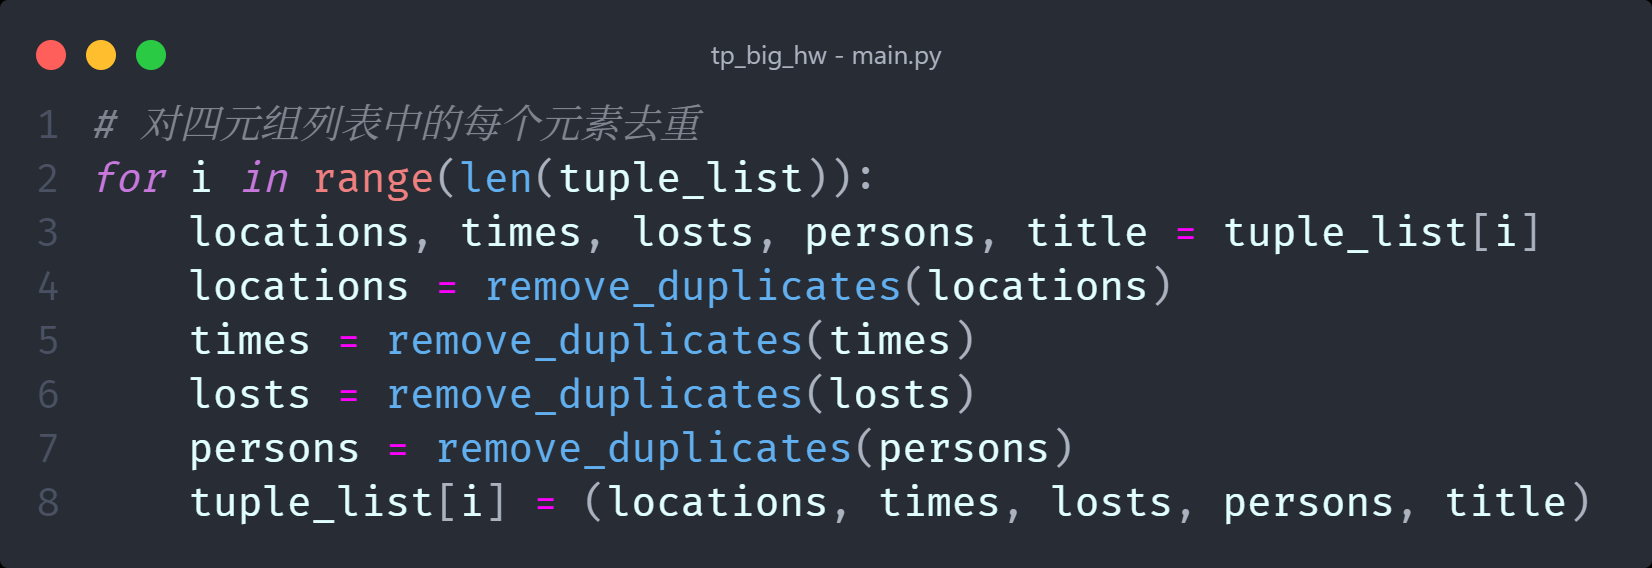 tp_big_hw - main.py
1 # 对四元组列表中的每个元素去重
2 for i in range(len(tuple_list)):
3     locations, times, losts, persons, title = tuple_list[i]
4     locations = remove_duplicates(locations)
5     times = remove_duplicates(times)
6     losts = remove_duplicates(losts)
7     persons = remove_duplicates(persons)
8     tuple_list[i] = (locations, times, losts, persons, title)